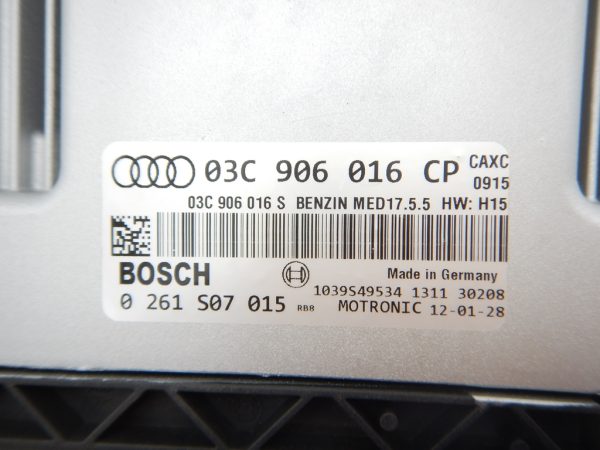 03C 906 016 CP CAXC
0915
03C 906 016 S BENZIN MED17.5.5 HW: H15
BOSCH Made in Germany
1039S49534 1311 30208
0 261 S07 015 RB8 MOTRONIC 12-01-28